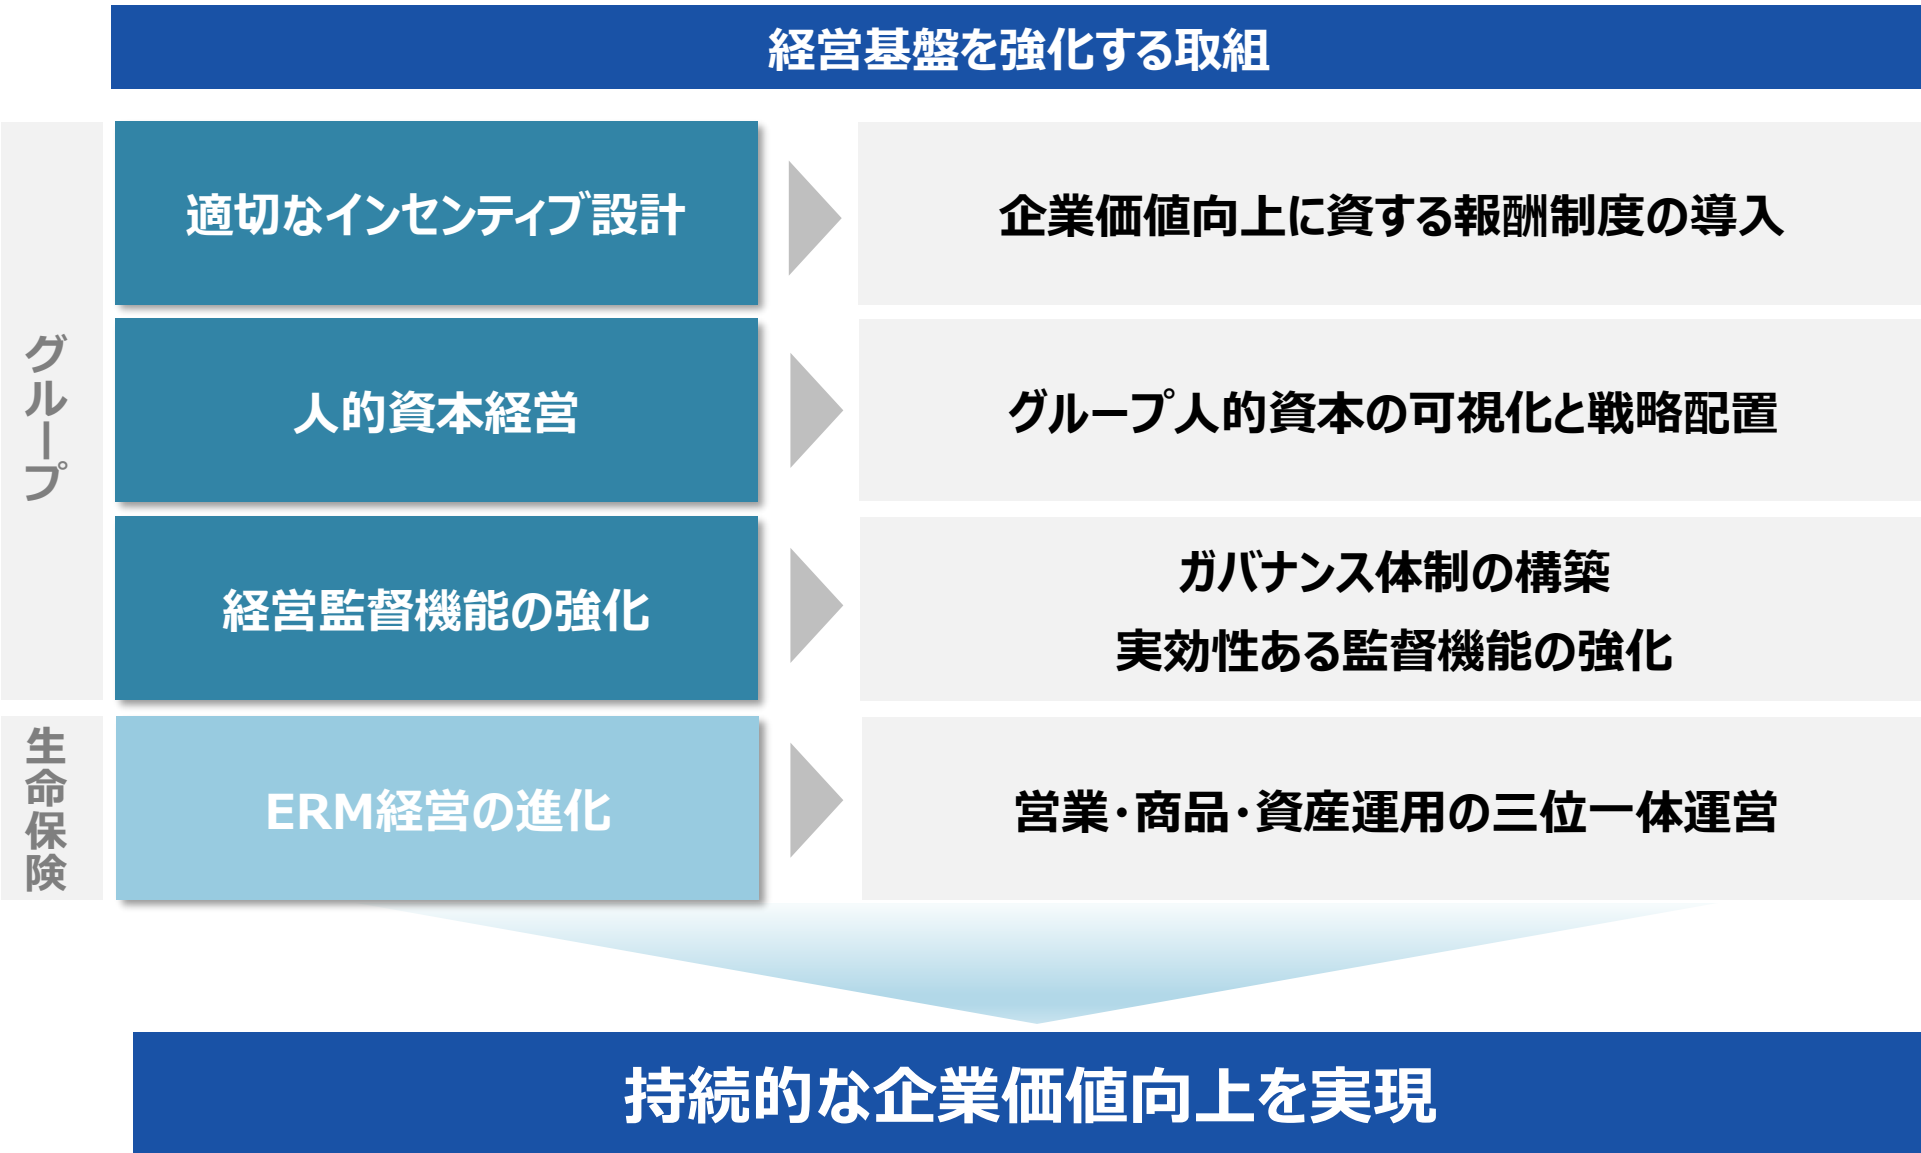 経営基盤を強化する取組
グループ
適切なインセンティブ設計
企業価値向上に資する報酬制度の導入
人的資本経営
グループ人的資本の可視化と戦略配置
経営監督機能の強化
ガバナンス体制の構築
実効性ある監督機能の強化
生命保険
ERM経営の進化
営業・商品・資産運用の三位一体運営
持続的な企業価値向上を実現